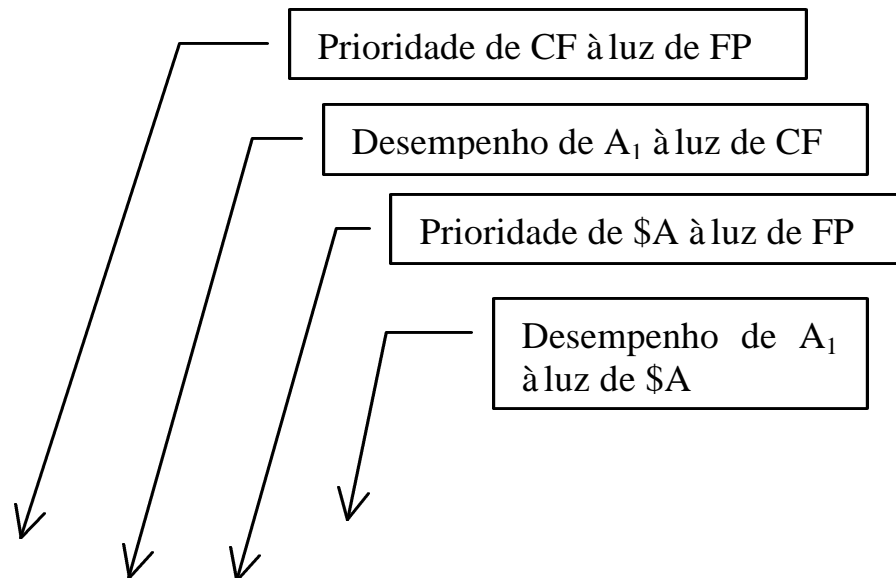 Prioridade de CF à luz de FP
Desempenho de A₁ à luz de CF
Prioridade de $A à luz de FP
Desempenho de A₁
à luz de $A